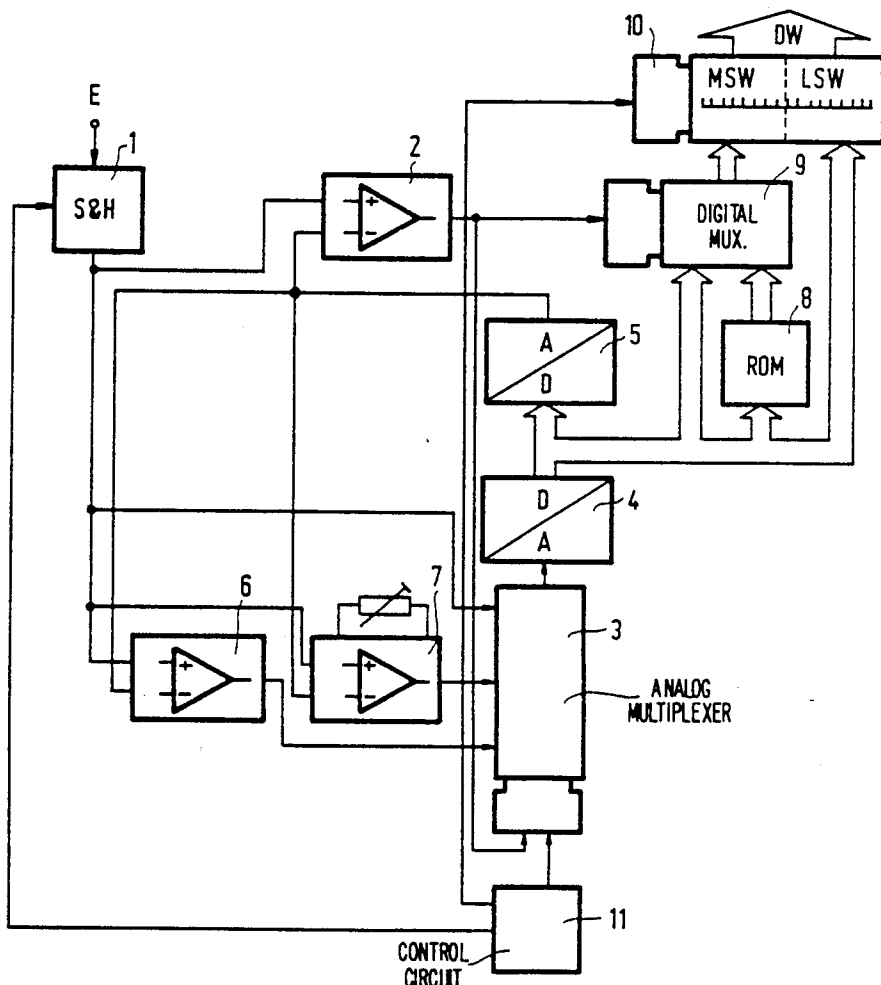 10
DW
MSW LSW
E
1
S&H
2
+
−
9
DIGITAL
MUX.
8
ROM
A
D
5
D
A
4
6
+
−
7
+
−
3
ANALOG
MULTIPLEXER
11
CONTROL
CIRCUIT